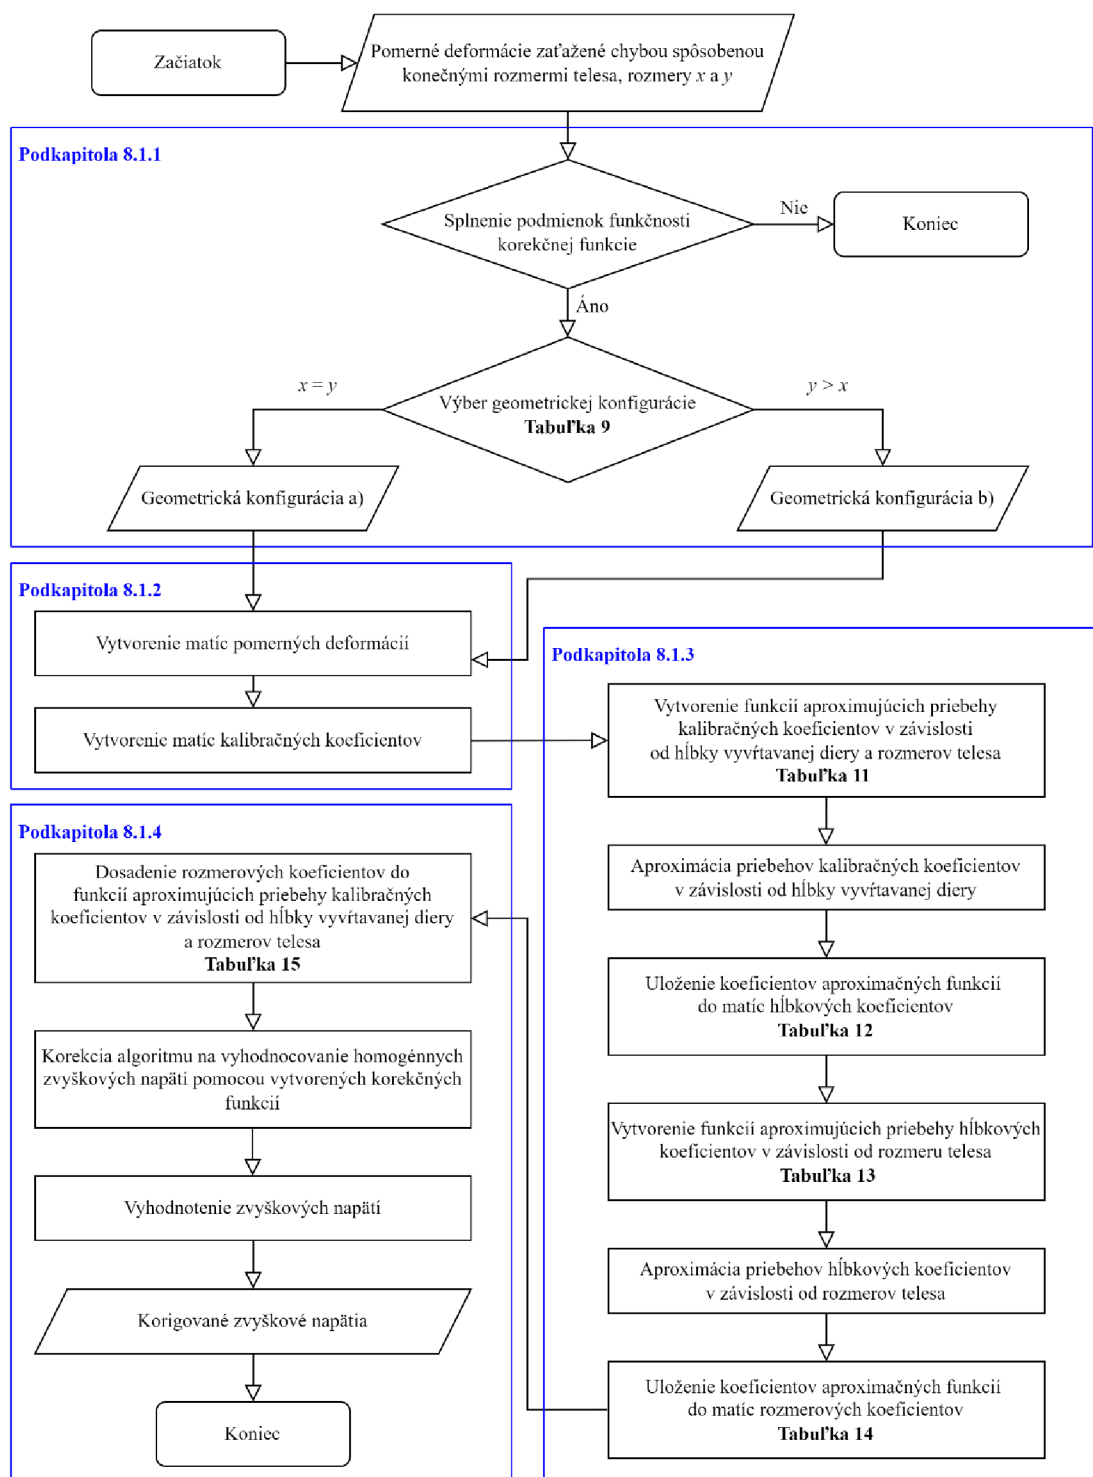 Začiatok
Pomerné deformácie zaťažené chybou spôsobenou
konečnými rozmermi telesa, rozmery x a y
Podkapitola 8.1.1
Splnenie podmienok funkčnosti
korekčnej funkcie
Nie
Koniec
Áno
x = y
Výber geometrickej konfigurácie
Tabuľka 9
y > x
Geometrická konfigurácia a)
Geometrická konfigurácia b)
Podkapitola 8.1.2
Vytvorenie matíc pomerných deformácií
Vytvorenie matíc kalibračných koeficientov
Podkapitola 8.1.3
Vytvorenie funkcií aproximujúcich priebehy
kalibračných koeficientov v závislosti
od hĺbky vyvŕtavanej diery a rozmerov telesa
Tabuľka 11
Aproximácia priebehov kalibračných koeficientov
v závislosti od hĺbky vyvŕtavanej diery
Uloženie koeficientov aproximačných funkcií
do matíc hĺbkových koeficientov
Tabuľka 12
Vytvorenie funkcií aproximujúcich priebehy hĺbkových
koeficientov v závislosti od rozmeru telesa
Tabuľka 13
Aproximácia priebehov hĺbkových koeficientov
v závislosti od rozmerov telesa
Uloženie koeficientov aproximačných funkcií
do matíc rozmerových koeficientov
Tabuľka 14
Podkapitola 8.1.4
Dosadenie rozmerových koeficientov do
funkcií aproximujúcich priebehy kalibračných
koeficientov v závislosti od hĺbky vyvŕtavanej diery
a rozmerov telesa
Tabuľka 15
Korekcia algoritmu na vyhodnocovanie homogénnych
zvyškových napätí pomocou vytvorených korekčných
funkcií
Vyhodnotenie zvyškových napätí
Korigované zvyškové napätia
Koniec